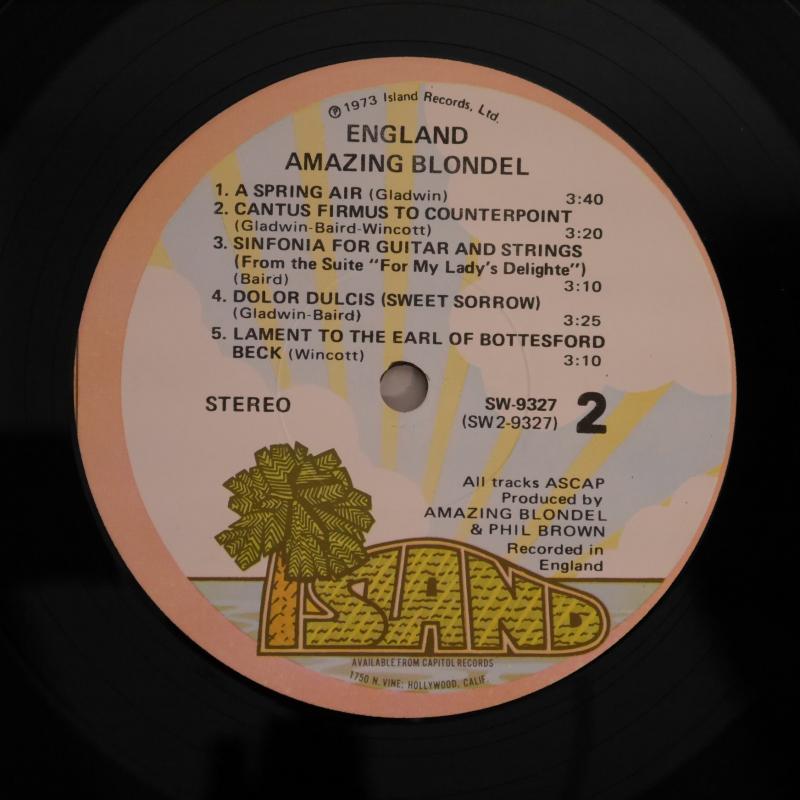 ℗ 1973 Island Records, Ltd.
ENGLAND
AMAZING BLONDEL
1. A SPRING AIR (Gladwin) 3:40
2. CANTUS FIRMUS TO COUNTERPOINT
(Gladwin-Baird-Wincott) 3:20
3. SINFONIA FOR GUITAR AND STRINGS
(From the Suite "For My Lady's Delighte")
(Baird) 3:10
4. DOLOR DULCIS (SWEET SORROW)
(Gladwin-Baird) 3:25
5. LAMENT TO THE EARL OF BOTTESFORD
BECK (Wincott) 3:10
STEREO
SW-9327
(SW2-9327)
2
All tracks ASCAP
Produced by
AMAZING BLONDEL
& PHIL BROWN
Recorded in
England
ISLAND
AVAILABLE FROM CAPITOL RECORDS
1750 N. VINE; HOLLYWOOD, CALIF.